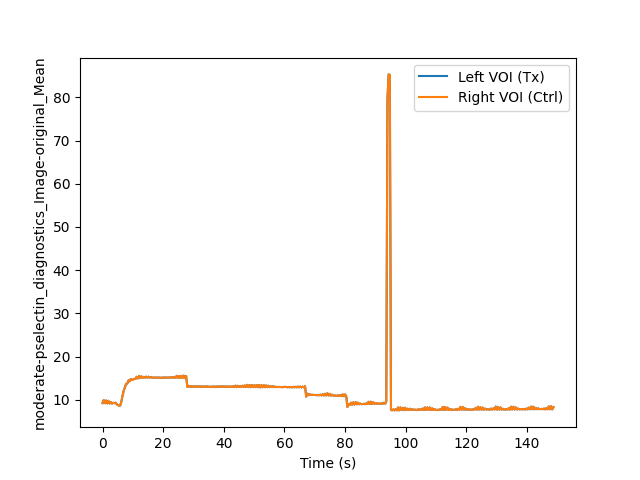 moderate-pselectin_diagnostics_Image-original_Mean
80
70
60
50
40
30
20
10
Left VOI (Tx)
Right VOI (Ctrl)
0 20 40 60 80 100 120 140
Time (s)